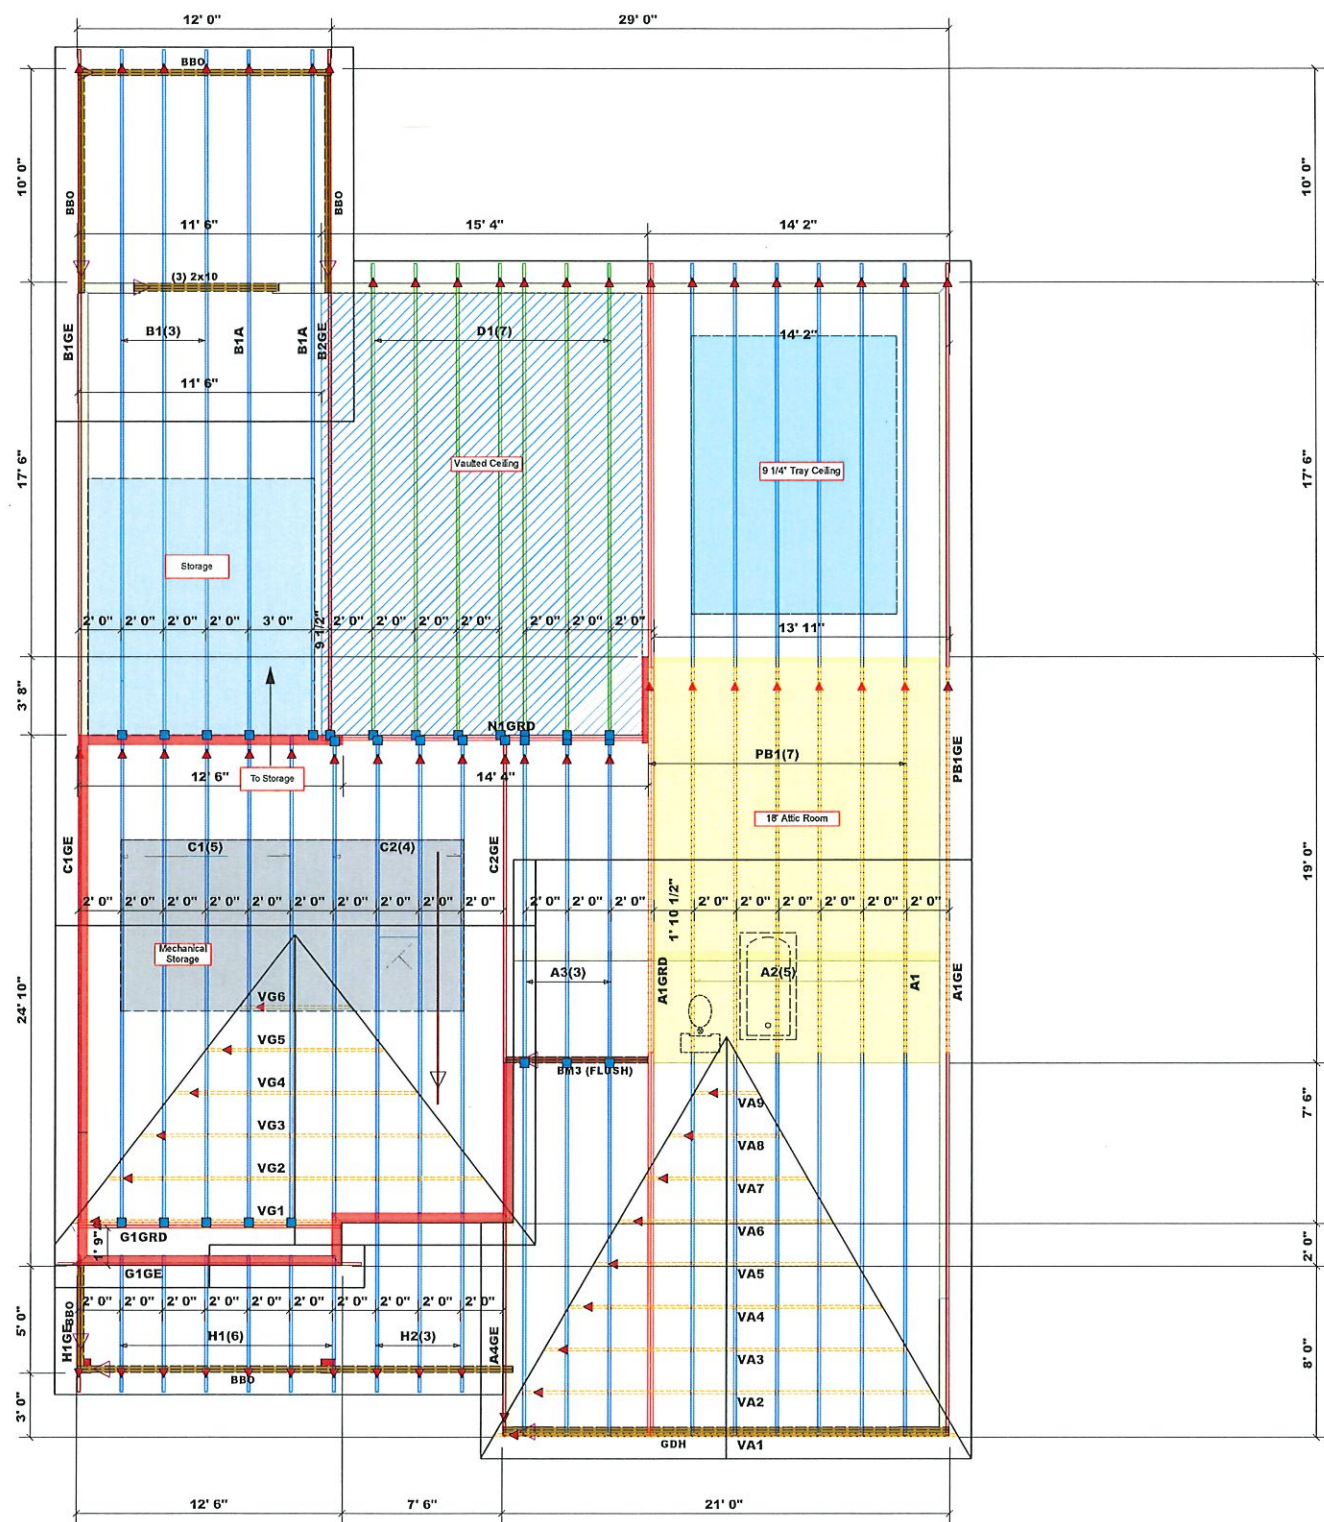 12' 0"
29' 0"
BBO
10' 0"
10' 0"
BBO
BBO
11' 6"
15' 4"
14' 2"
(3) 2x10
B1GE
B1(3)
B1A
B1A
B2GE
D1(7)
14' 2"
11' 6"
17' 6"
Vaulted Ceiling
9 1/4" Tray Ceiling
17' 6"
Storage
2' 0"
2' 0"
2' 0"
2' 0"
3' 0"
9 1/2"
2' 0"
2' 0"
2' 0"
2' 0"
2' 0"
2' 0"
2' 0"
13' 11"
3' 8"
N1GRD
PB1(7)
PB1GE
12' 6"
To Storage
14' 4"
18' Attic Room
C1GE
C1(5)
C2(4)
C2GE
19' 0"
2' 0"
2' 0"
2' 0"
2' 0"
2' 0"
2' 0"
2' 0"
2' 0"
2' 0"
2' 0"
2' 0"
2' 0"
2' 0"
1' 10 1/2"
2' 0"
2' 0"
2' 0"
2' 0"
2' 0"
2' 0"
Mechanical
Storage
24' 10"
A3(3)
A1GRD
A2(5)
A1
A1GE
VG6
VG5
BM3 (FLUSH)
VG4
VA9
7' 6"
VG3
VA8
VG2
VA7
VG1
G1GRD
1' 9"
VA6
2' 0"
G1GE
VA5
2' 0"
2' 0"
2' 0"
2' 0"
2' 0"
2' 0"
2' 0"
2' 0"
2' 0"
2' 0"
5' 0"
H1GE
BBO
H1(6)
H2(3)
A4GE
VA4
VA3
8' 0"
BBO
VA2
3' 0"
GDH
VA1
12' 6"
7' 6"
21' 0"